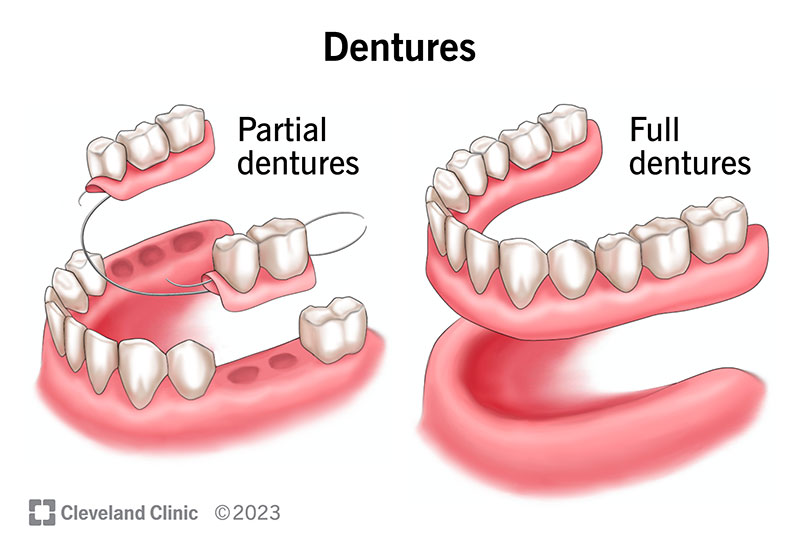 Dentures
Partial
dentures
Full
dentures
Cleveland Clinic ©2023